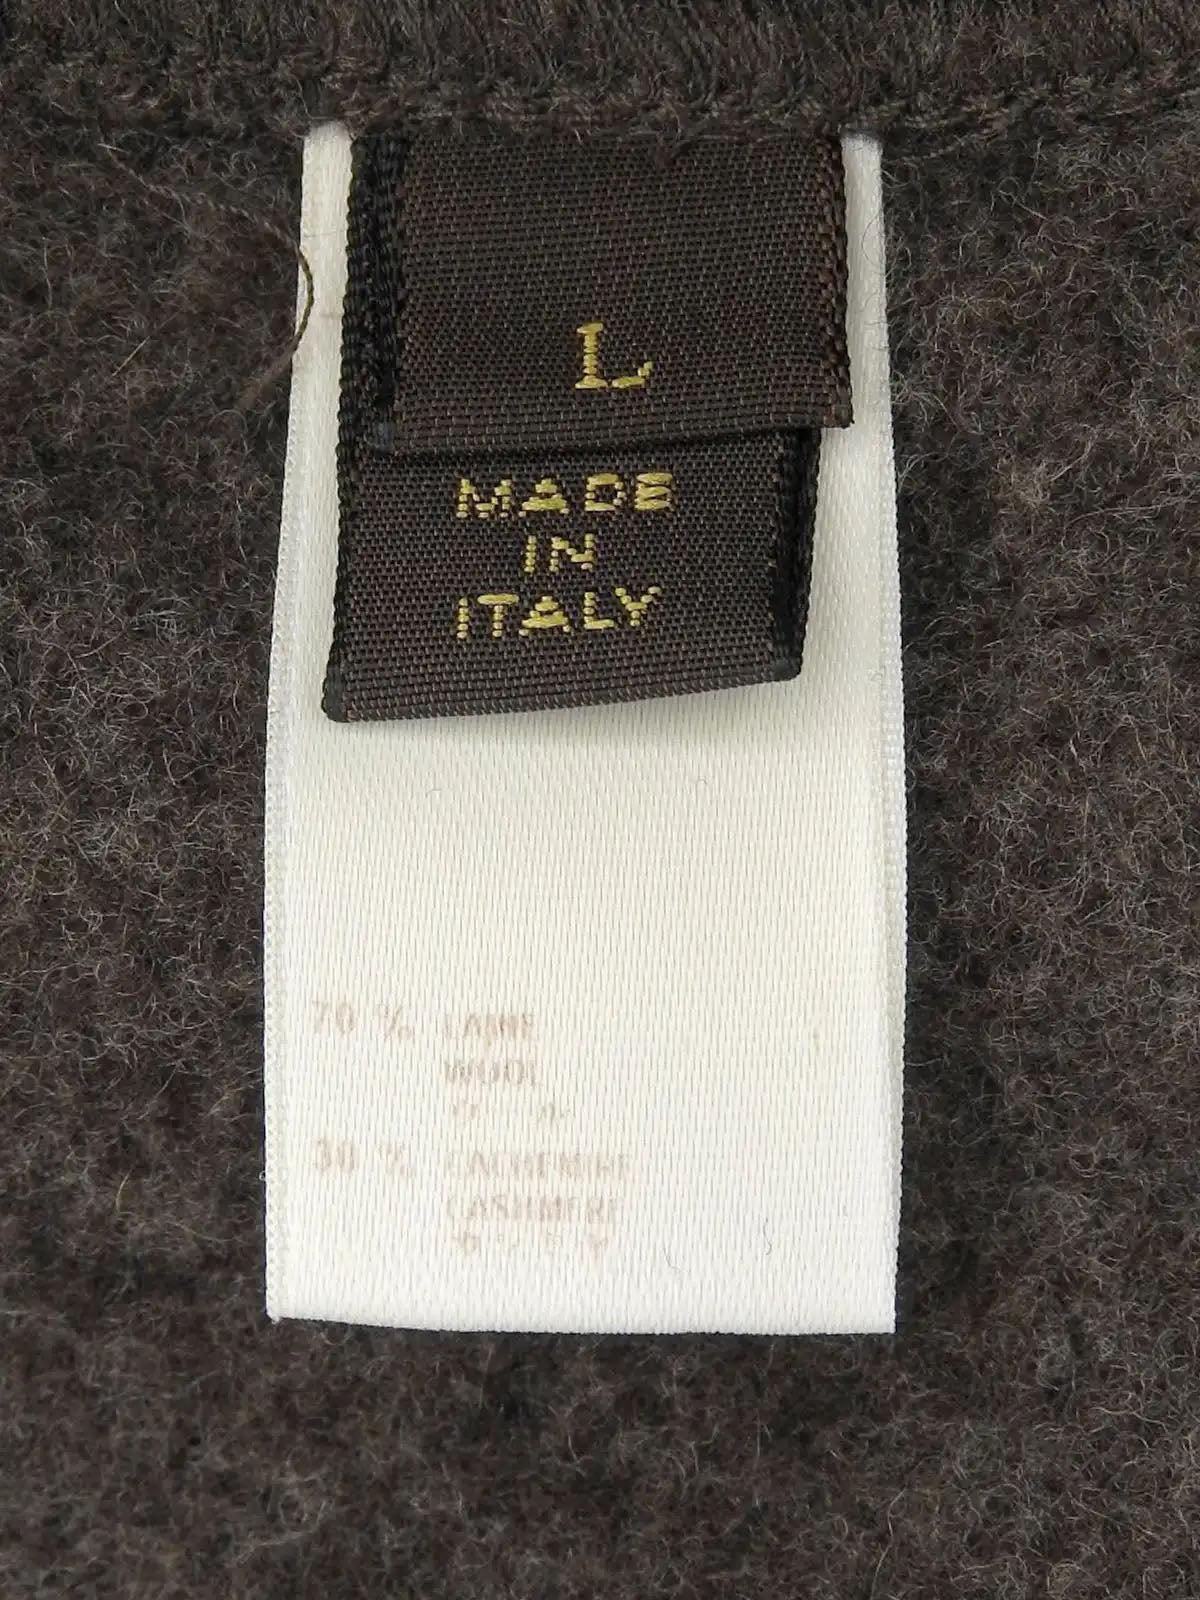 L
MADE
IN
ITALY
70 % LAINE
WOOL
30 % CACHEMIRE
CASHMERE